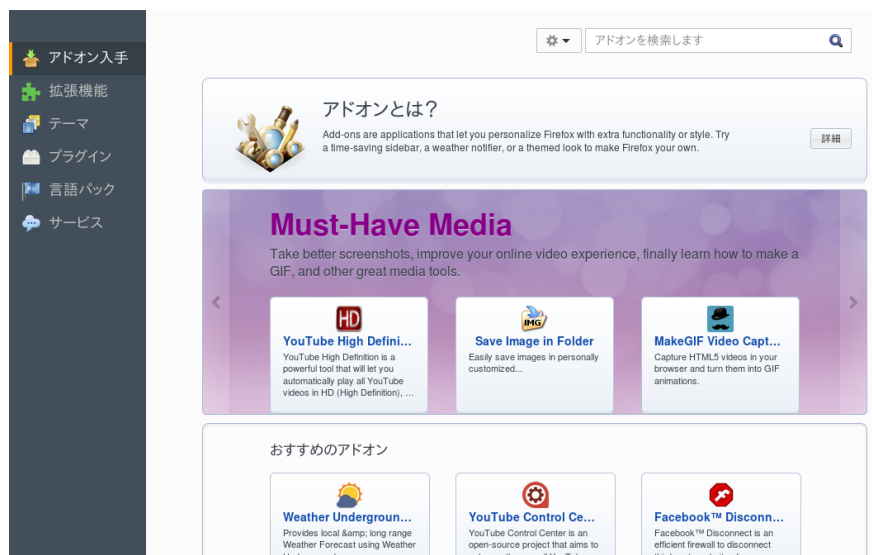 アドオン入手
拡張機能
テーマ
プラグイン
言語パック
サービス
アドオンを検索します
アドオンとは？
Add-ons are applications that let you personalize Firefox with extra functionality or style. Try
a time-saving sidebar, a weather notifier, or a themed look to make Firefox your own.
詳細
Must-Have Media
Take better screenshots, improve your online video experience, finally learn how to make a
GIF, and other great media tools.
HD
YouTube High Defini...
YouTube High Definition is a
powerful tool that will let you
automatically play all YouTube
videos in HD (High Definition), ...
IMG
Save Image in Folder
Easily save images in personally
customized...
MakeGIF Video Capt...
Capture HTML5 videos in your
browser and turn them into GIF
animations.
おすすめのアドオン
Weather Undergroun...
Provides local &amp; long range
Weather Forecast using Weather
YouTube Control Ce...
YouTube Control Center is an
open-source project that aims to
Facebook™ Disconn...
Facebook™ Disconnect is an
efficient firewall to disconnect